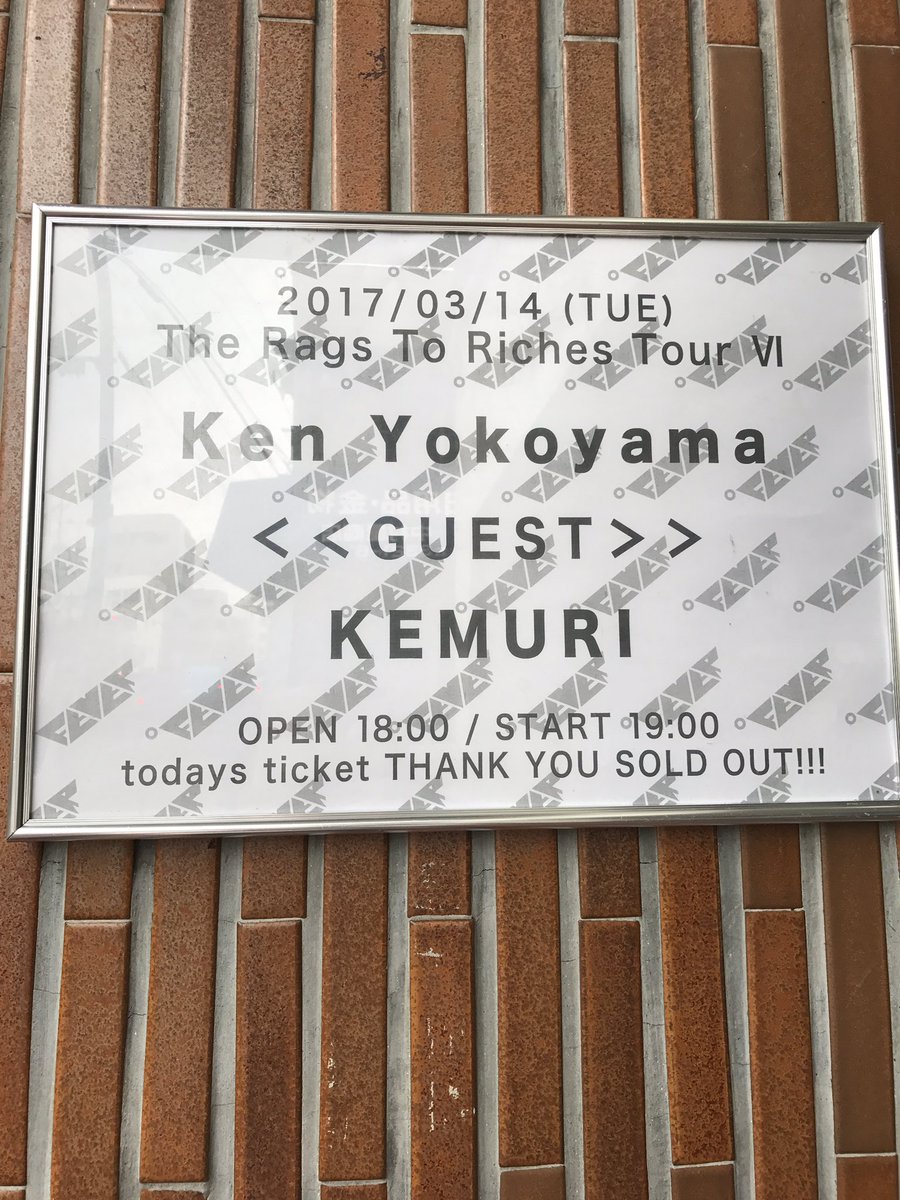 2017/03/14 (TUE)
The Rags To Riches Tour Ⅵ
Ken Yokoyama
<<GUEST>>
KEMURI
OPEN 18:00 / START 19:00
todays ticket THANK YOU SOLD OUT!!!
FEVER